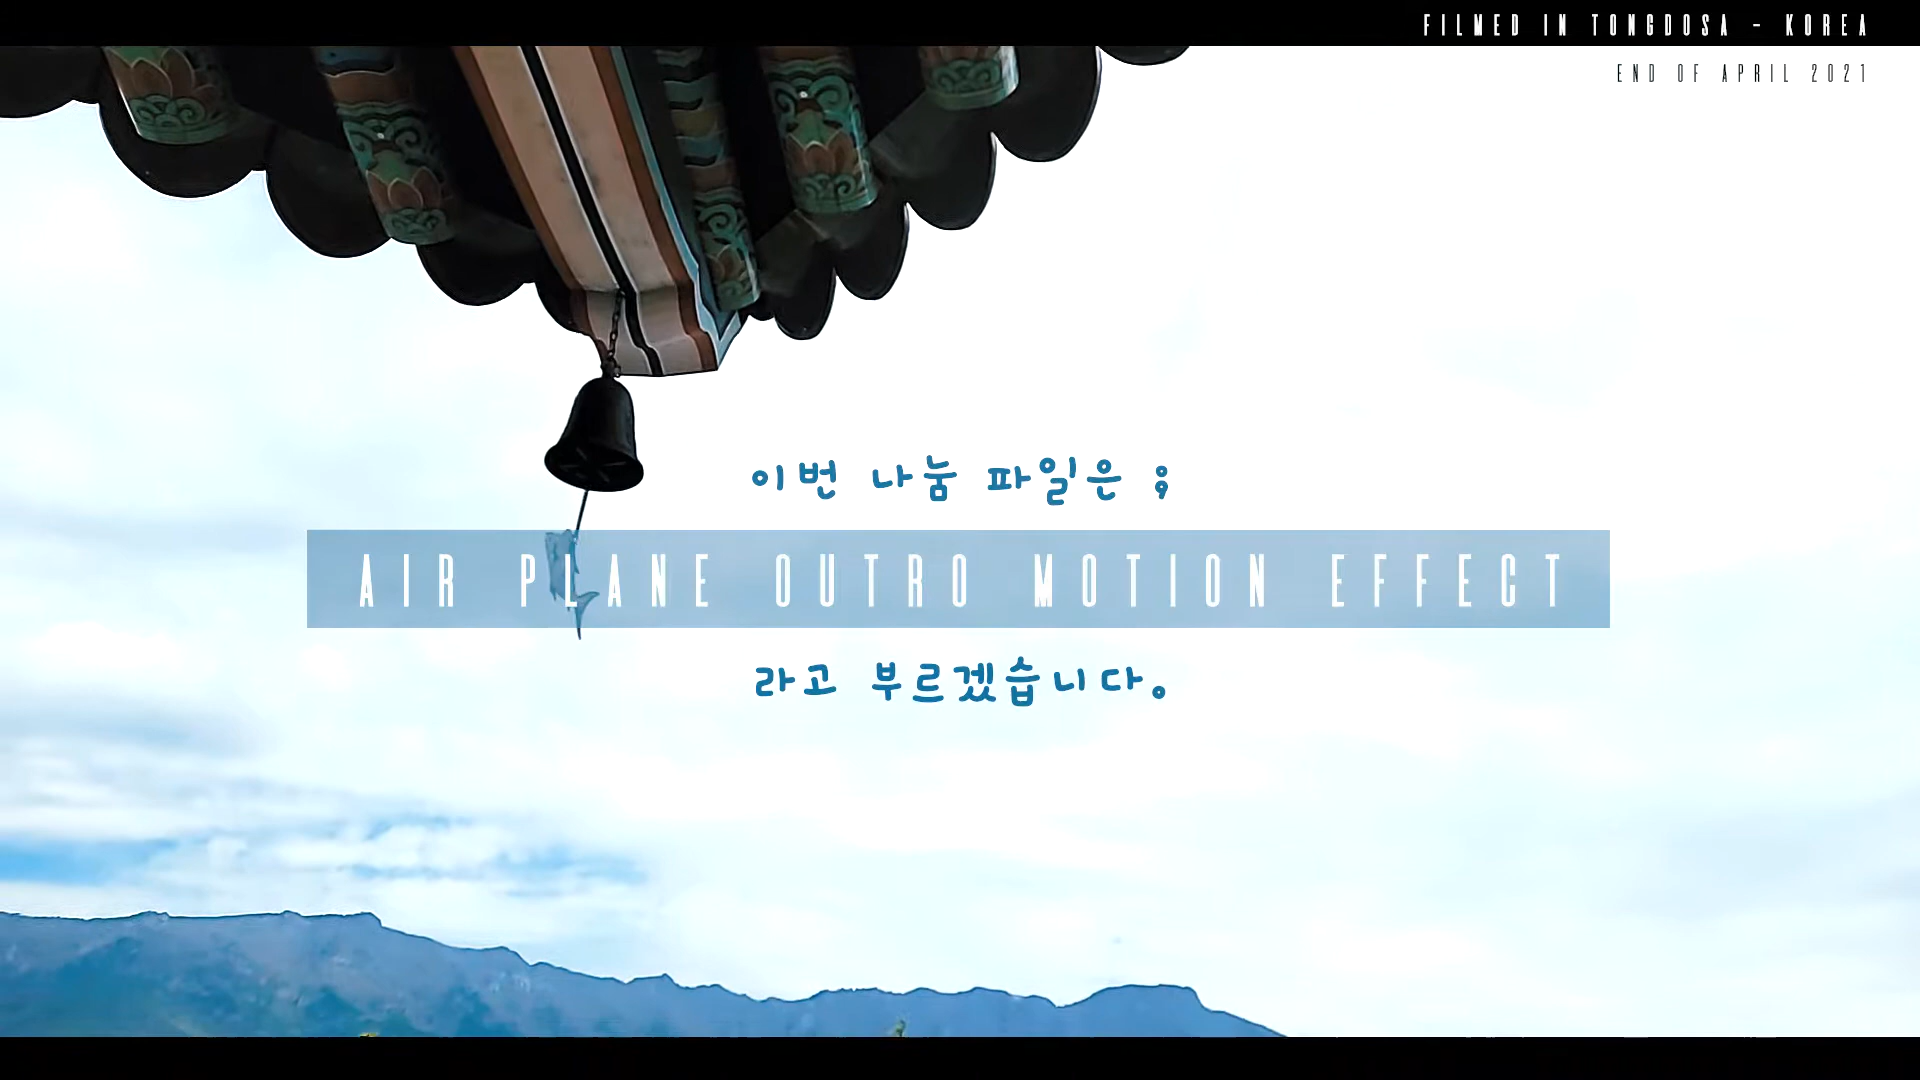 FILMED IN TONGDOSA - KOREA
END OF APRIL 2021
이번 나눔 파일은 ;
AIR PLANE OUTRO MOTION EFFECT
라고 부르겠습니다.